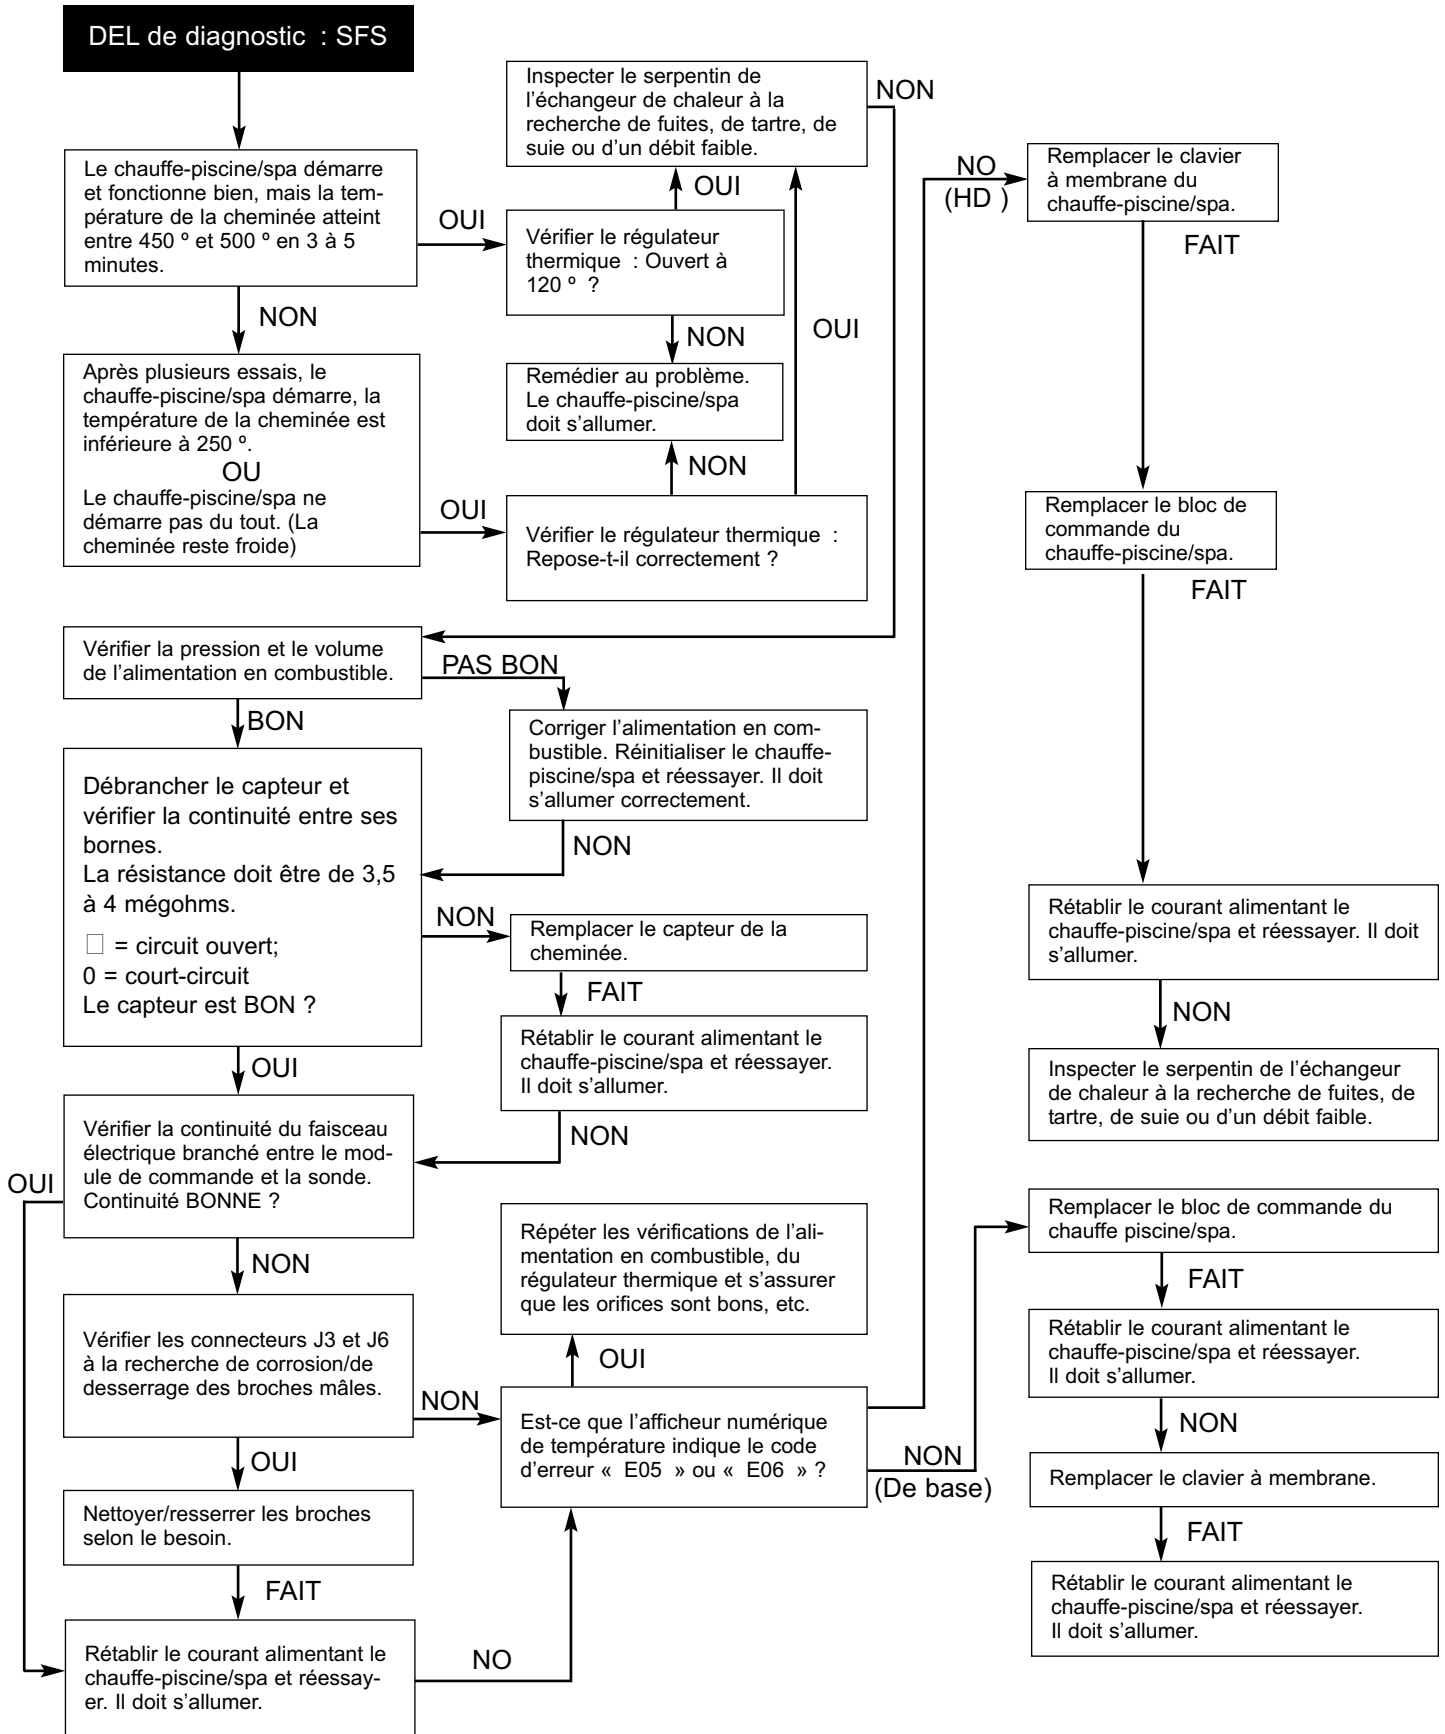 DEL de diagnostic : SFS
Le chauffe-piscine/spa démarre
et fonctionne bien, mais la tem-
pérature de la cheminée atteint
entre 450 º et 500 º en 3 à 5
minutes.
OUI
NON
Vérifier le régulateur
thermique : Ouvert à
120 º ?
OUI
NON
Inspecter le serpentin de
l’échangeur de chaleur à la
recherche de fuites, de tartre, de
suie ou d’un débit faible.
NON
Remédier au problème.
Le chauffe-piscine/spa
doit s’allumer.
NON
OUI
Après plusieurs essais, le
chauffe-piscine/spa démarre, la
température de la cheminée est
inférieure à 250 º.
OU
Le chauffe-piscine/spa ne
démarre pas du tout. (La
cheminée reste froide)
OUI
Vérifier le régulateur thermique :
Repose-t-il correctement ?
Vérifier la pression et le volume
de l’alimentation en combustible.
PAS BON
BON
Corriger l’alimentation en com-
bustible. Réinitialiser le chauffe-
piscine/spa et réessayer. Il doit
s’allumer correctement.
NON
Débrancher le capteur et
vérifier la continuité entre ses
bornes.
La résistance doit être de 3,5
à 4 mégohms.
□ = circuit ouvert;
0 = court-circuit
Le capteur est BON ?
NON
OUI
Remplacer le capteur de la
cheminée.
FAIT
Rétablir le courant alimentant le
chauffe-piscine/spa et réessayer.
Il doit s’allumer.
NON
Vérifier la continuité du faisceau
électrique branché entre le mod-
ule de commande et la sonde.
Continuité BONNE ?
OUI
NON
Vérifier les connecteurs J3 et J6
à la recherche de corrosion/de
desserrage des broches mâles.
NON
OUI
Nettoyer/resserrer les broches
selon le besoin.
FAIT
Rétablir le courant alimentant le
chauffe-piscine/spa et réessay-
er. Il doit s’allumer.
NO
Répéter les vérifications de l’ali-
mentation en combustible, du
régulateur thermique et s’assurer
que les orifices sont bons, etc.
OUI
Est-ce que l’afficheur numérique
de température indique le code
d’erreur « E05 » ou « E06 » ?
NON
(De base)
NO
(HD )
Remplacer le clavier
à membrane du
chauffe-piscine/spa.
FAIT
Remplacer le bloc de
commande du
chauffe-piscine/spa.
FAIT
Rétablir le courant alimentant le
chauffe-piscine/spa et réessayer. Il doit
s’allumer.
NON
Inspecter le serpentin de l’échangeur
de chaleur à la recherche de fuites, de
tartre, de suie ou d’un débit faible.
Remplacer le bloc de commande du
chauffe piscine/spa.
FAIT
Rétablir le courant alimentant le
chauffe-piscine/spa et réessayer.
Il doit s’allumer.
NON
Remplacer le clavier à membrane.
FAIT
Rétablir le courant alimentant le
chauffe-piscine/spa et réessayer.
Il doit s’allumer.